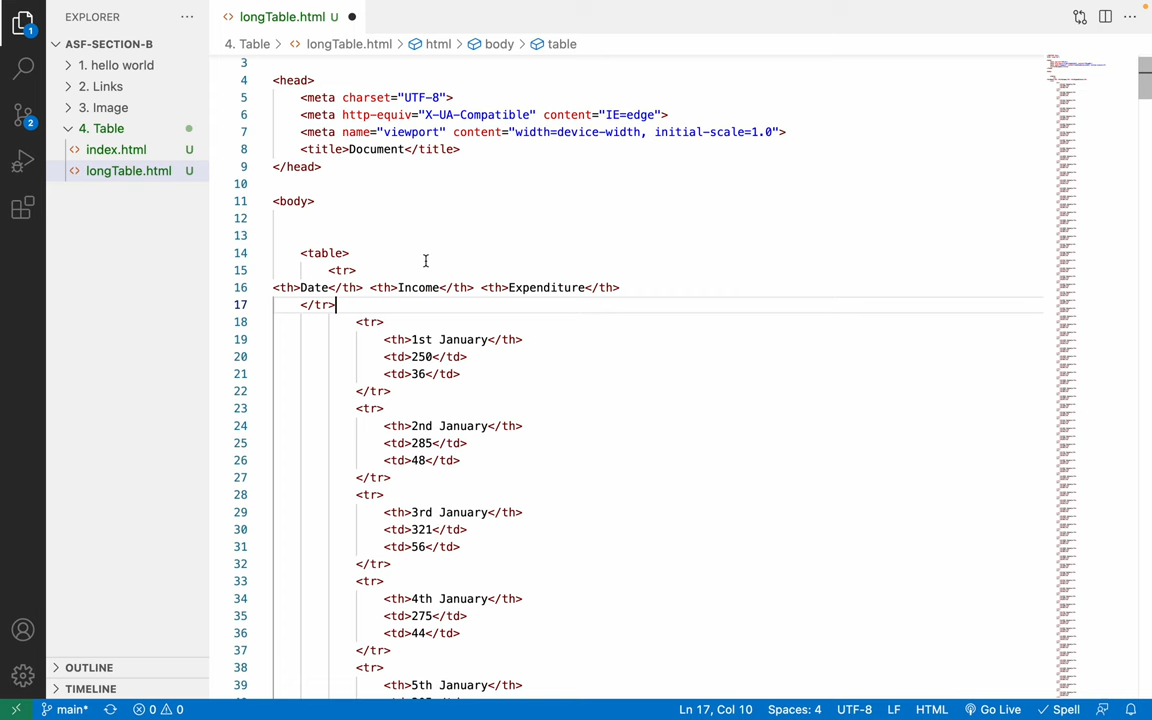 EXPLORER
longTable.html U
ASF-SECTION-B
4. Table > longTable.html > html > body > table
1. hello world
2. Links
3. Image
4. Table
index.html U
longTable.html U
3
4 <head>
5 <meta charset="UTF-8">
6 <meta http-equiv="X-UA-Compatible" content="IE=edge">
7 <meta name="viewport" content="width=device-width, initial-scale=1.0">
8 <title>Document</title>
9 </head>
10
11 <body>
12
13
14 <table>
15 <tr>
16 <th>Date</th> <th>Income</th> <th>Expenditure</th>
17 </tr>
18 <tr>
19 <th>1st January</th>
20 <td>250</td>
21 <td>36</td>
22 </tr>
23 <tr>
24 <th>2nd January</th>
25 <td>285</td>
26 <td>48</td>
27 </tr>
28 <tr>
29 <th>3rd January</th>
30 <td>321</td>
31 <td>56</td>
32 </tr>
33 <tr>
34 <th>4th January</th>
35 <td>275</td>
36 <td>44</td>
37 </tr>
38 <tr>
39 <th>5th January</th>
OUTLINE
TIMELINE
1
2
main* 0 0 Ln 17, Col 10 Spaces: 4 UTF-8 LF HTML Go Live Spell